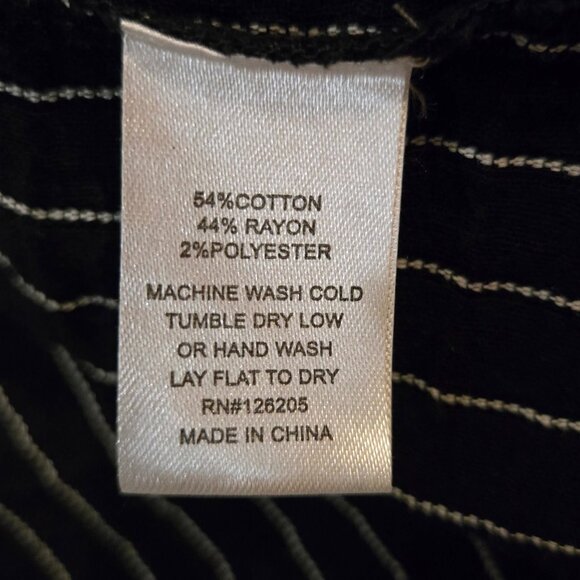 54%COTTON
44% RAYON
2%POLYESTER
MACHINE WASH COLD
TUMBLE DRY LOW
OR HAND WASH
LAY FLAT TO DRY
RN#126205
MADE IN CHINA